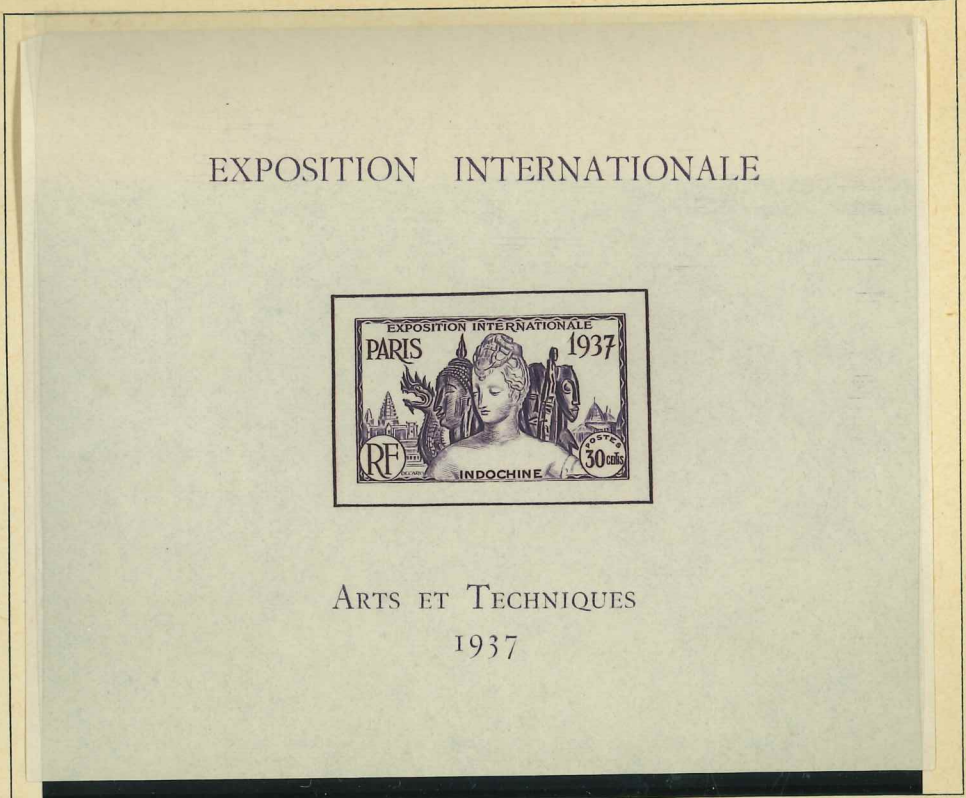 EXPOSITION INTERNATIONALE
EXPOSITION INTERNATIONALE
PARIS 1937
RF
POSTES
30 CENTS
INDOCHINE
ARTS ET TECHNIQUES
1937